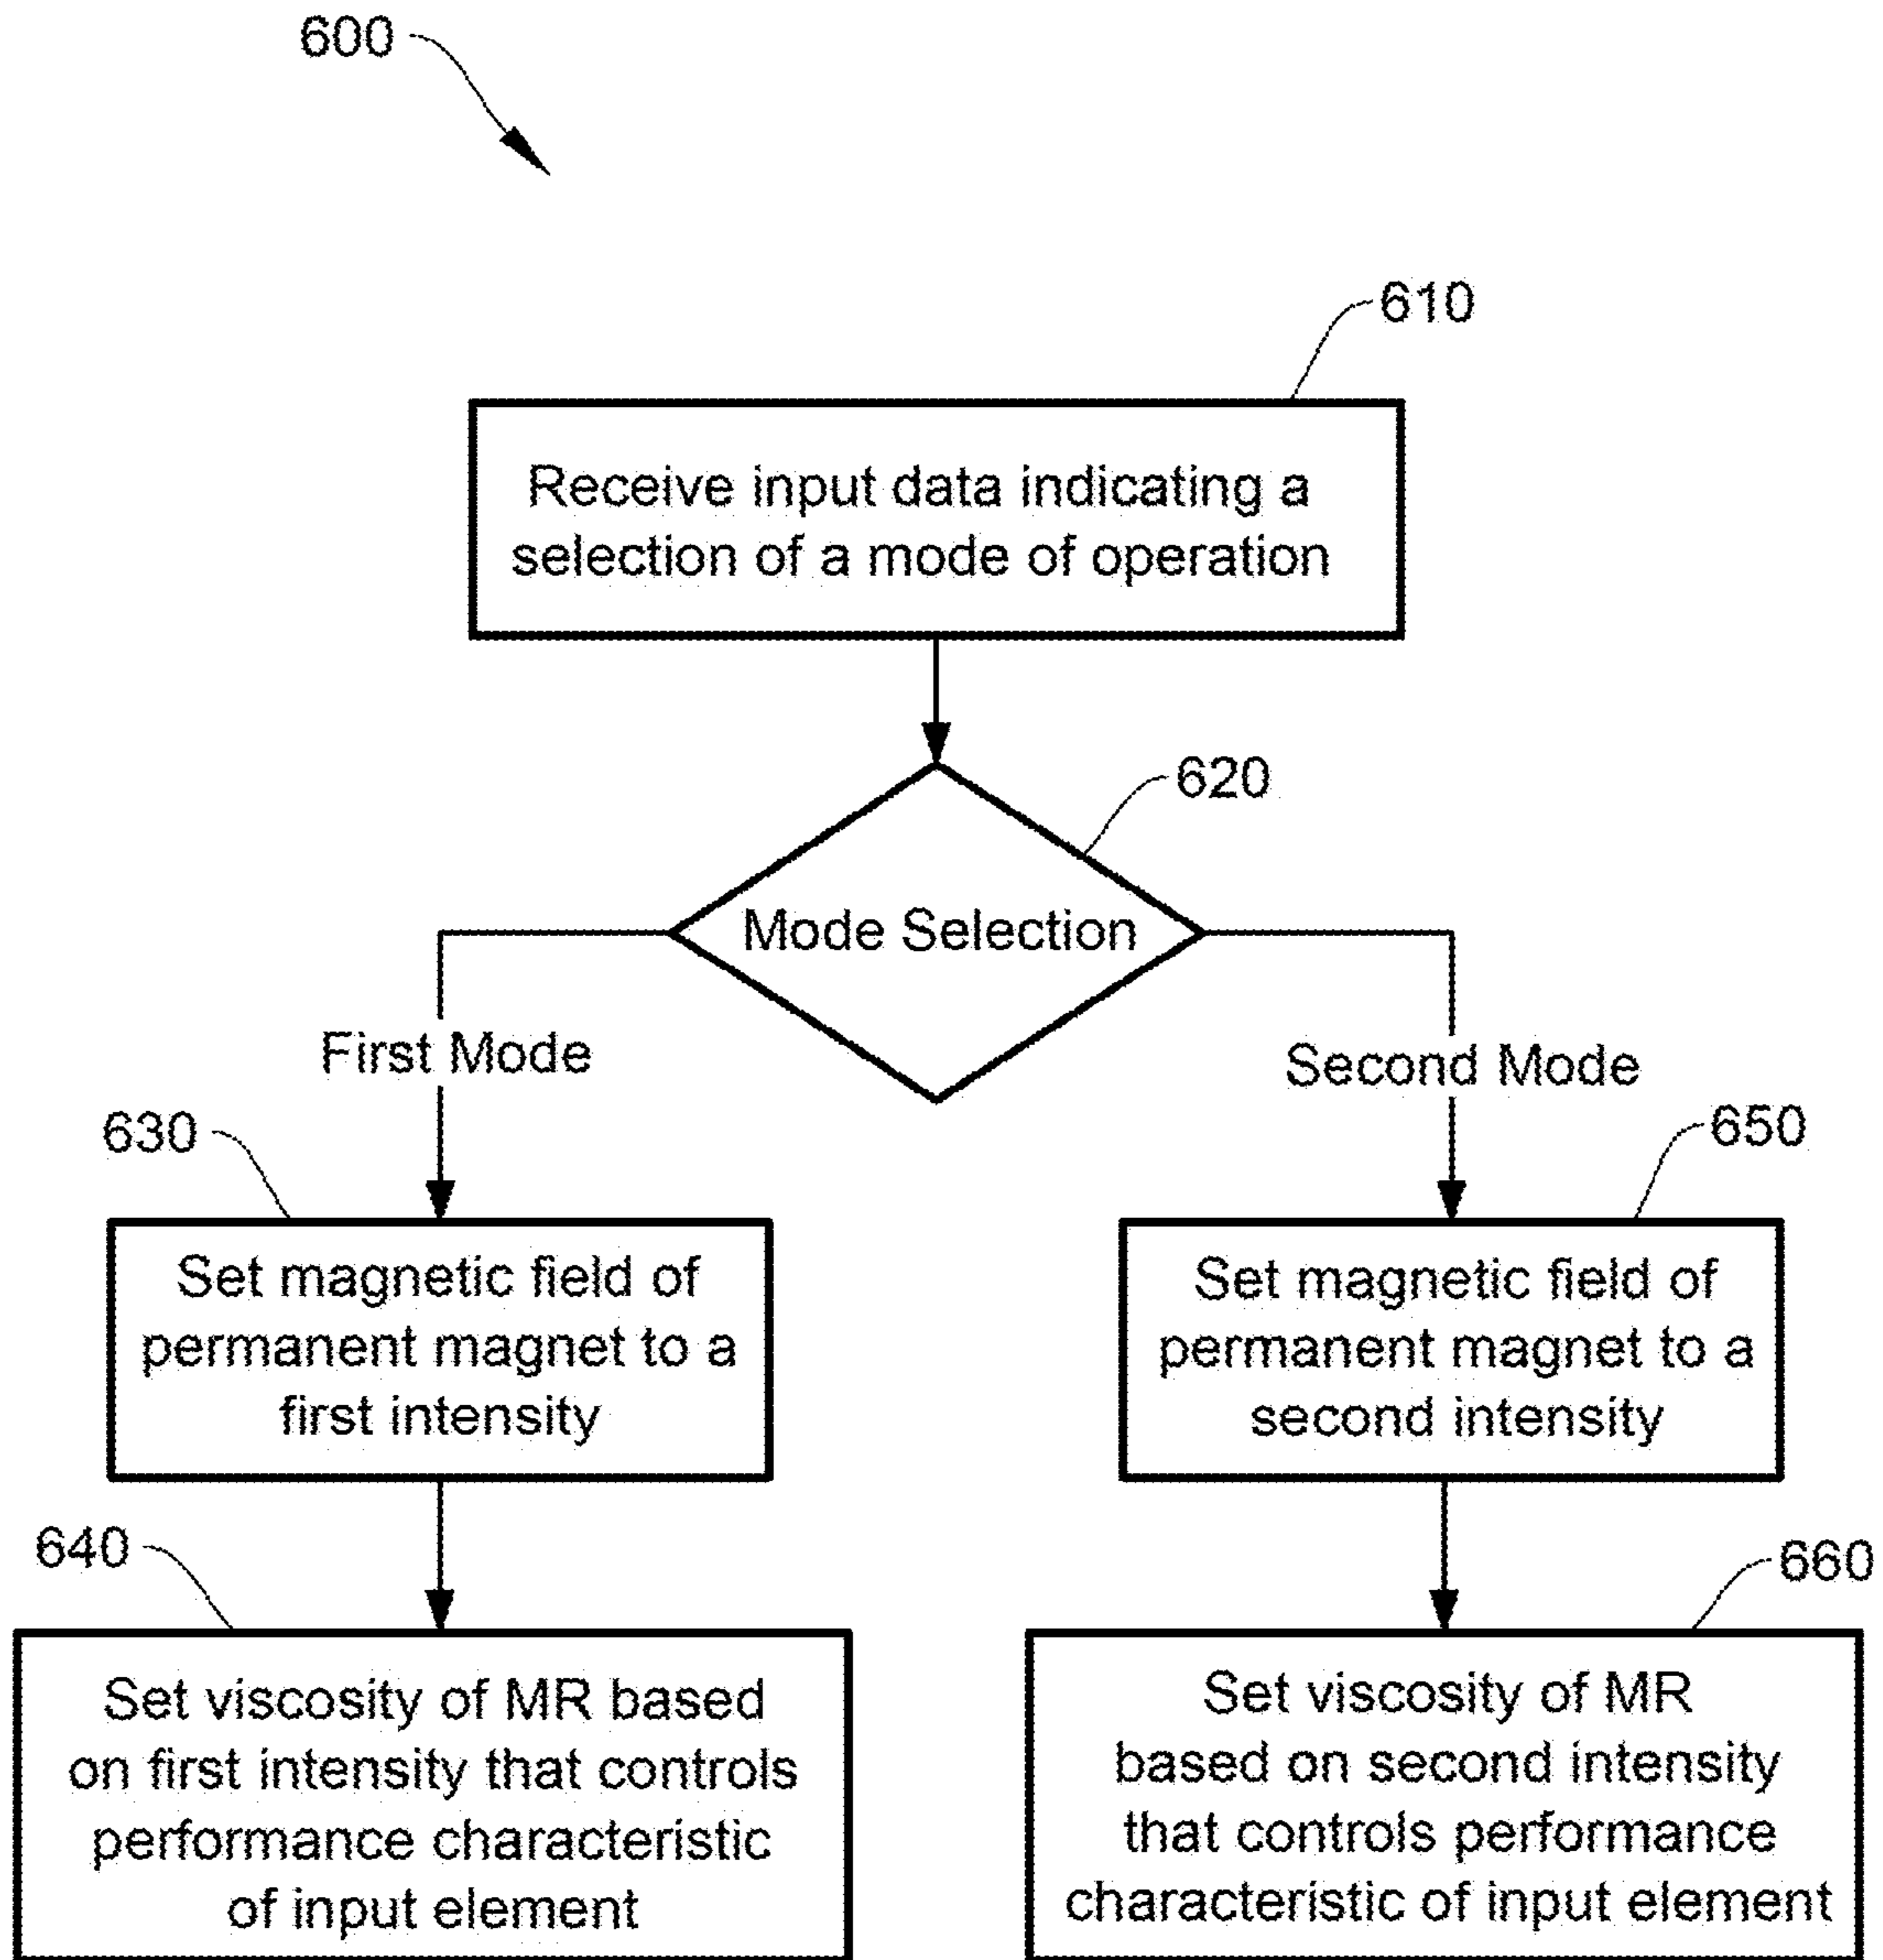 600
610
Receive input data indicating a
selection of a mode of operation
620
Mode Selection
First Mode
Second Mode
630
650
Set magnetic field of
permanent magnet to a
first intensity
Set magnetic field of
permanent magnet to a
second intensity
640
660
Set viscosity of MR based
on first intensity that controls
performance characteristic
of input element
Set viscosity of MR
based on second intensity
that controls performance
characteristic of input element